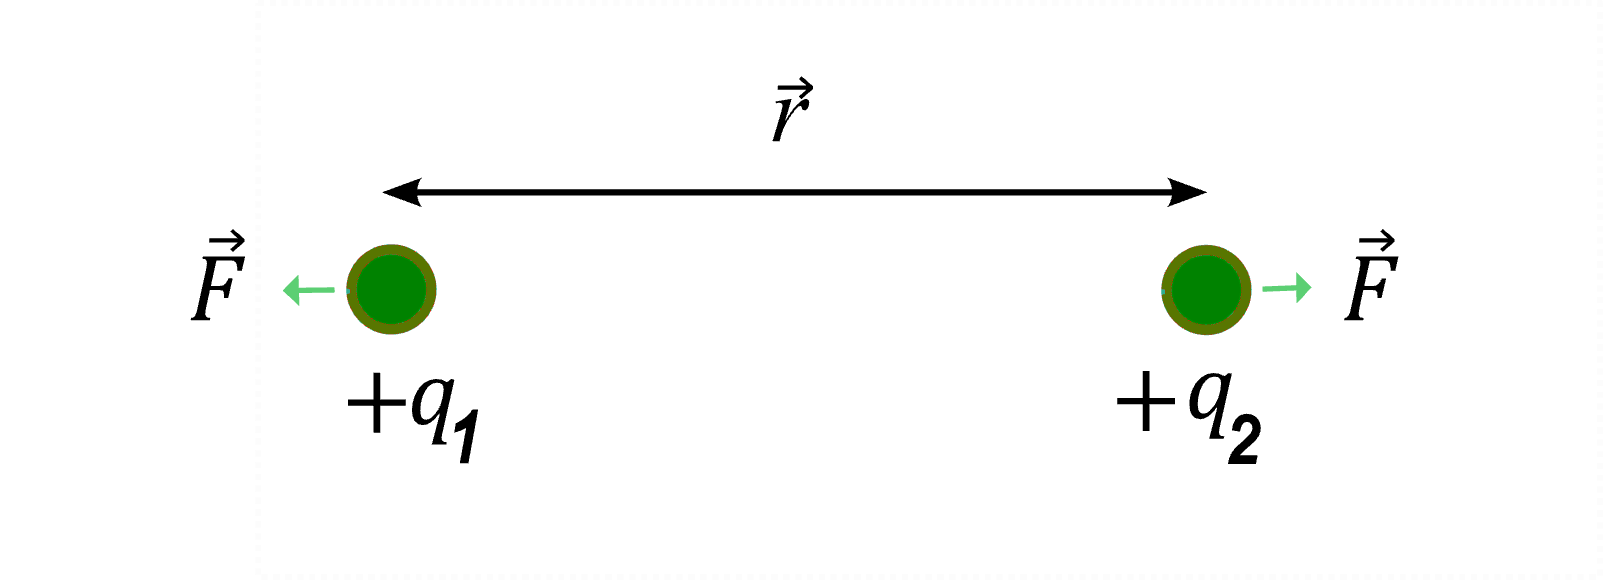 r⃗
F⃗ F⃗
+q₁ +q₂